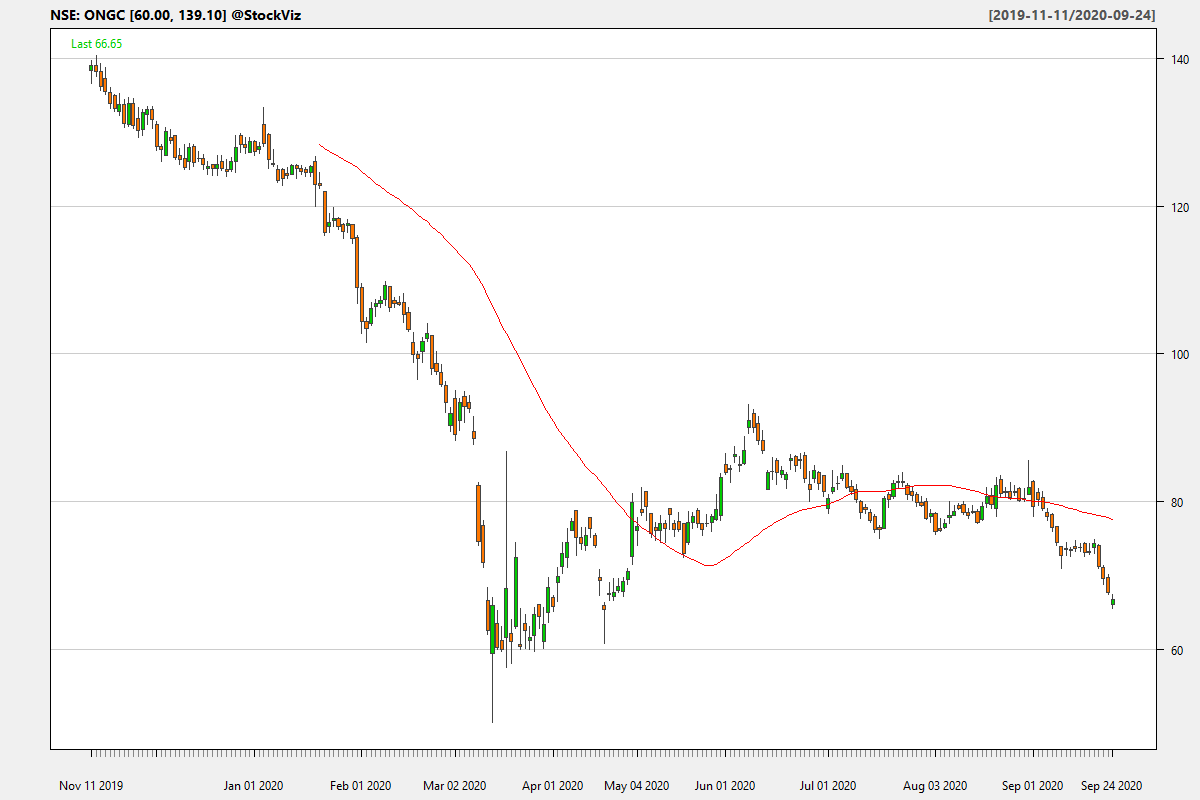 NSE: ONGC [60.00, 139.10] @StockViz
[2019-11-11/2020-09-24]
Last 66.65
140
120
100
80
60
Nov 11 2019 Jan 01 2020 Feb 01 2020 Mar 02 2020 Apr 01 2020 May 04 2020 Jun 01 2020 Jul 01 2020 Aug 03 2020 Sep 01 2020 Sep 24 2020